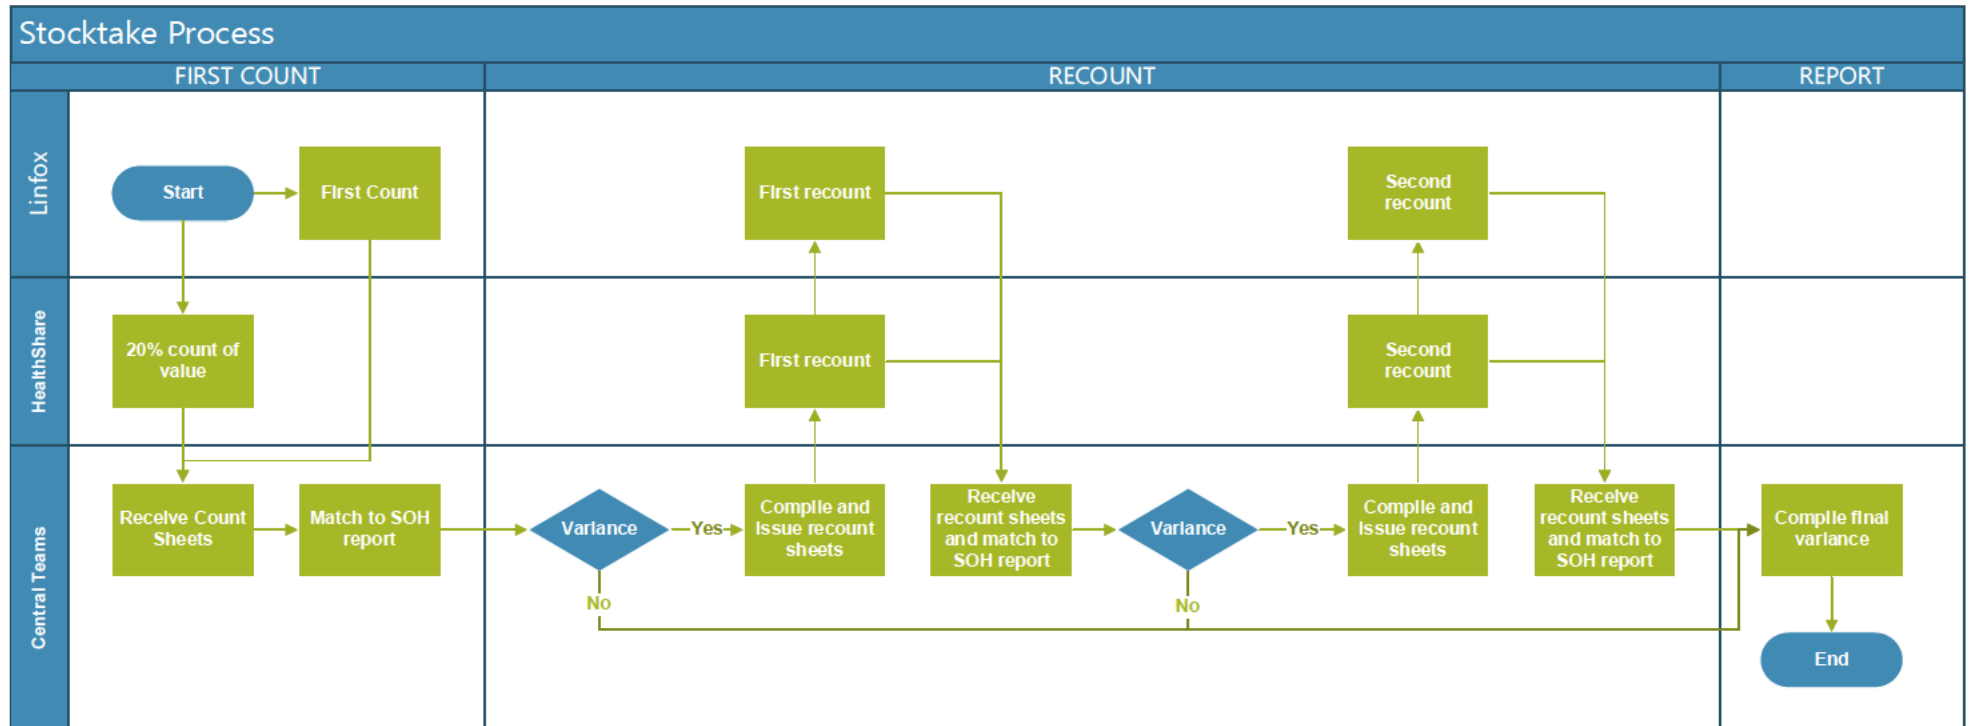 Stocktake Process
FIRST COUNT
RECOUNT
REPORT
Linfox
Start
First Count
First recount
Second
recount
HealthShare
20% count of
value
First recount
Second
recount
Central Teams
Receive Count
Sheets
Match to SOH
report
Variance
Yes
Compile and
issue recount
sheets
Receive
recount sheets
and match to
SOH report
Variance
Yes
Compile and
issue recount
sheets
Receive
recount sheets
and match to
SOH report
Compile final
variance
No
No
End